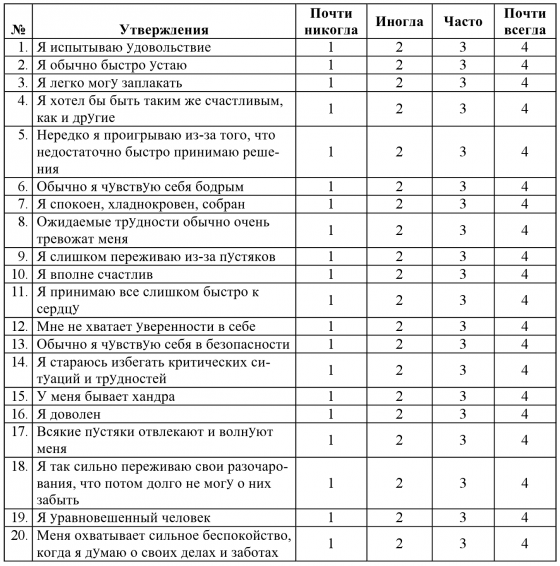 № Утверждения Почти никогда Иногда Часто Почти всегда
1. Я испытываю удовольствие 1 2 3 4
2. Я обычно быстро устаю 1 2 3 4
3. Я легко могу заплакать 1 2 3 4
4. Я хотел бы быть таким же счастливым,
как и другие 1 2 3 4
5. Нередко я проигрываю из-за того, что
недостаточно быстро принимаю реше-
ния 1 2 3 4
6. Обычно я чувствую себя бодрым 1 2 3 4
7. Я спокоен, хладнокровен, собран 1 2 3 4
8. Ожидаемые трудности обычно очень
тревожат меня 1 2 3 4
9. Я слишком переживаю из-за пустяков 1 2 3 4
10. Я вполне счастлив 1 2 3 4
11. Я принимаю все слишком быстро к
сердцу 1 2 3 4
12. Мне не хватает уверенности в себе 1 2 3 4
13. Обычно я чувствую себя в безопасности 1 2 3 4
14. Я стараюсь избегать критических си-
туаций и трудностей 1 2 3 4
15. У меня бывает хандра 1 2 3 4
16. Я доволен 1 2 3 4
17. Всякие пустяки отвлекают и волнуют
меня 1 2 3 4
18. Я так сильно переживаю свои разочаро-
вания, что потом долго не могу о них
забыть 1 2 3 4
19. Я уравновешенный человек 1 2 3 4
20. Меня охватывает сильное беспокойство,
когда я думаю о своих делах и заботах 1 2 3 4